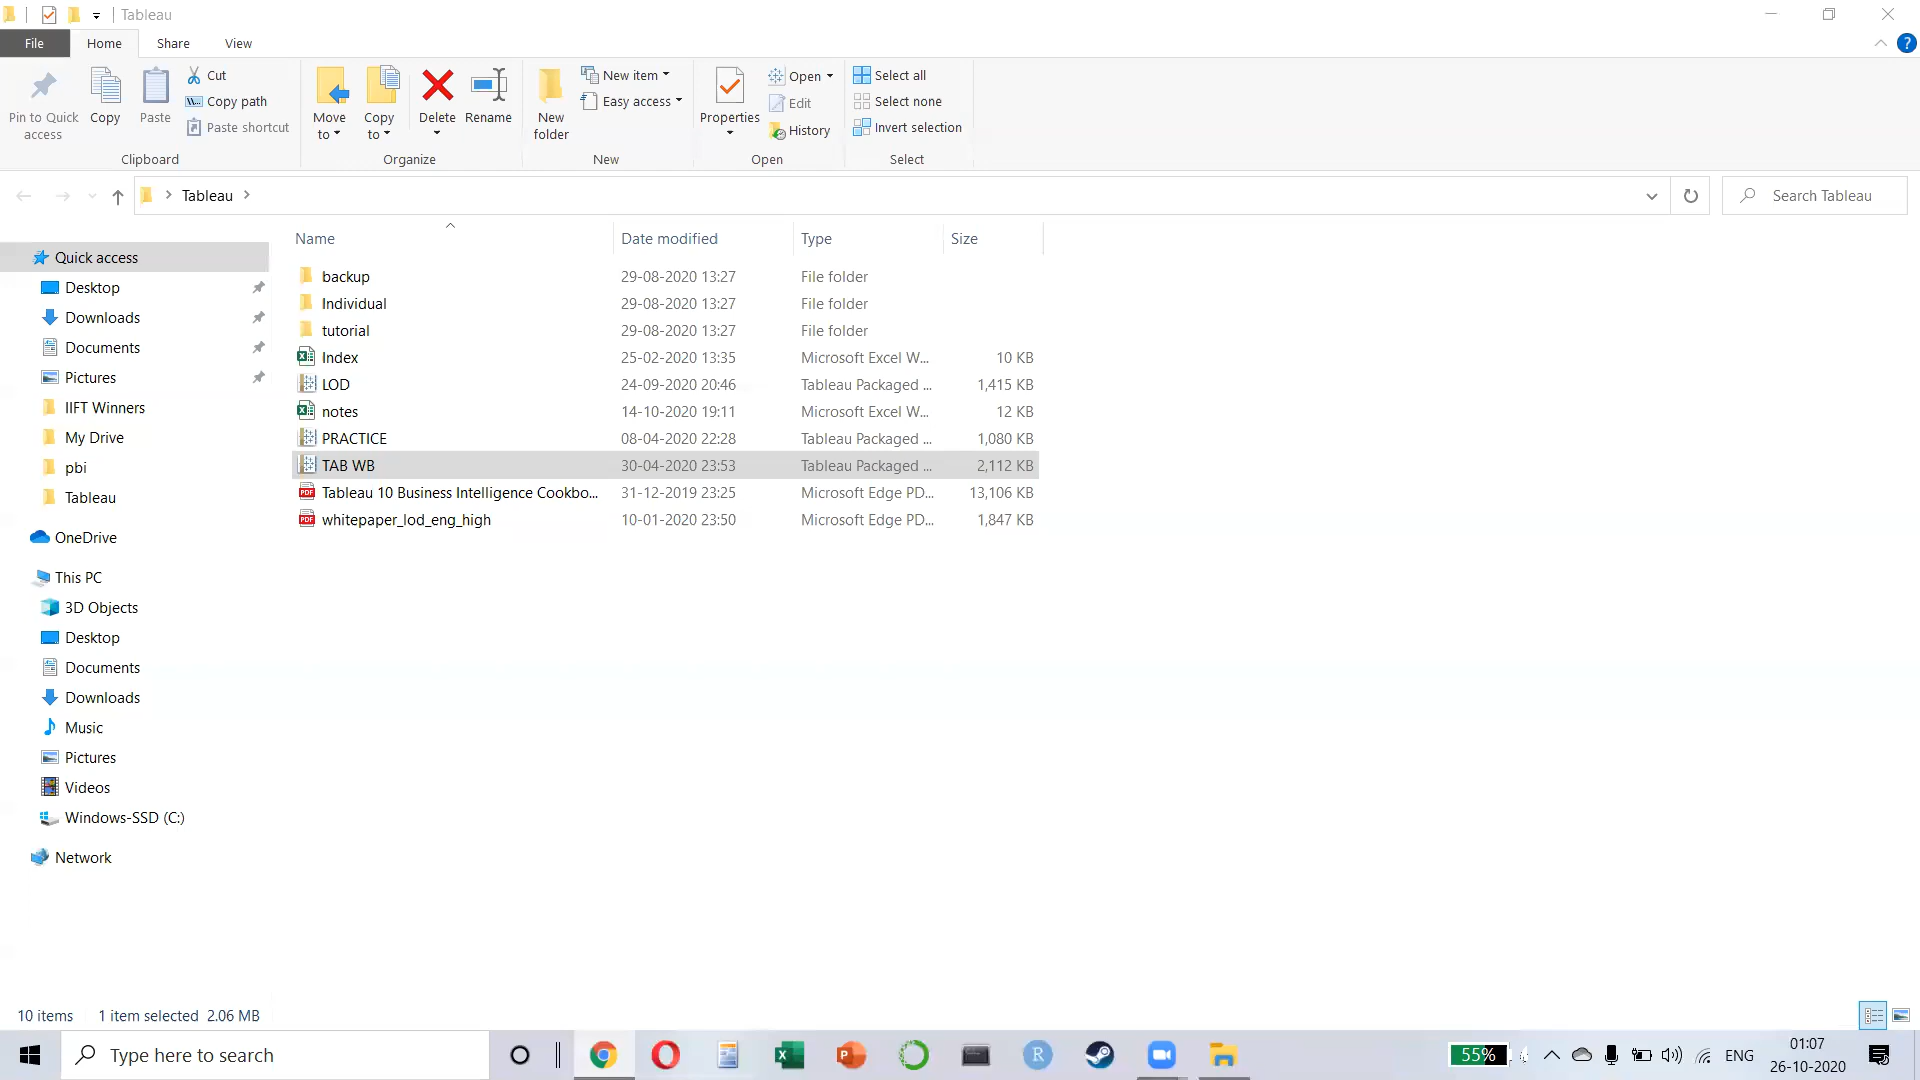 Tableau
File Home Share View
Pin to Quick access
Copy
Paste
Cut
Copy path
Paste shortcut
Clipboard
Move to
Copy to
Delete
Rename
Organize
New folder
New item
Easy access
New
Properties
Open
Edit
History
Open
Select all
Select none
Invert selection
Select
Tableau
Search Tableau
Name Date modified Type Size
backup 29-08-2020 13:27 File folder
Individual 29-08-2020 13:27 File folder
tutorial 29-08-2020 13:27 File folder
Index 25-02-2020 13:35 Microsoft Excel W... 10 KB
LOD 24-09-2020 20:46 Tableau Packaged ... 1,415 KB
notes 14-10-2020 19:11 Microsoft Excel W... 12 KB
PRACTICE 08-04-2020 22:28 Tableau Packaged ... 1,080 KB
TAB WB 30-04-2020 23:53 Tableau Packaged ... 2,112 KB
Tableau 10 Business Intelligence Cookbo... 31-12-2019 23:25 Microsoft Edge PD... 13,106 KB
whitepaper_lod_eng_high 10-01-2020 23:50 Microsoft Edge PD... 1,847 KB
Quick access
Desktop
Downloads
Documents
Pictures
IIFT Winners
My Drive
pbi
Tableau
OneDrive
This PC
3D Objects
Desktop
Documents
Downloads
Music
Pictures
Videos
Windows-SSD (C:)
Network
10 items 1 item selected 2.06 MB
Type here to search
55%
ENG
01:07
26-10-2020